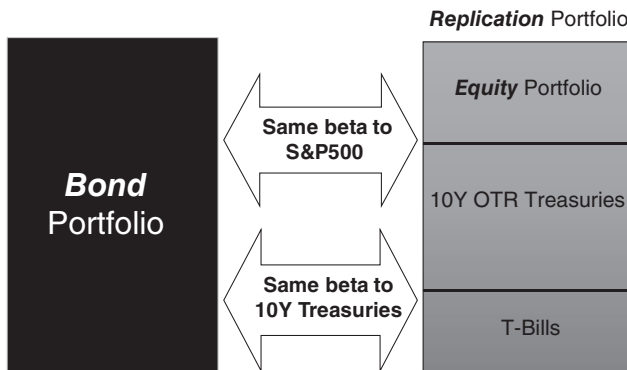 Replication Portfolio
Equity Portfolio
Same beta to
S&P500
Bond
Portfolio
10Y OTR Treasuries
Same beta to
10Y Treasuries
T-Bills